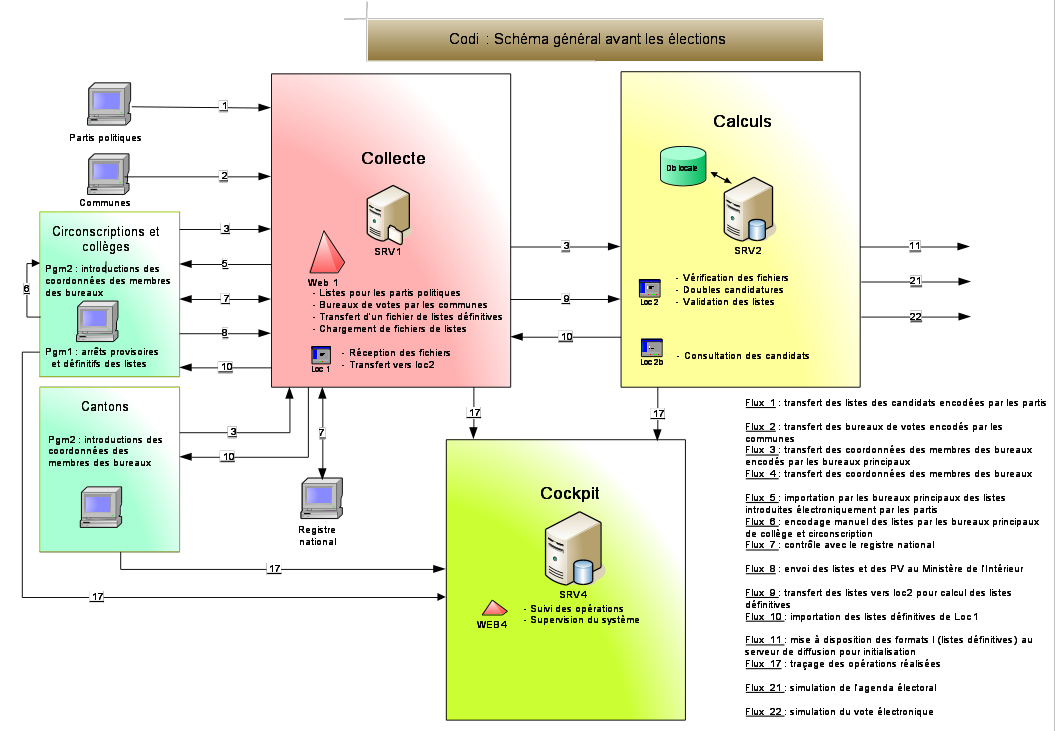 Codi : Schéma général avant les élections
Partis politiques
1
Communes
2
Circonscriptions et
collèges
Pgm2 : introductions des
coordonnées des membres
des bureaux
6
Pgm1 : arrêts provisoires
et définitifs des listes
3
5
7
8
10
Cantons
Pgm2 : introductions des
coordonnées des
membres des bureaux
3
10
7
Registre
national
17
17
Collecte
SRV1
Web 1
- Listes pour les partis politiques
- Bureaux de votes par les communes
- Transfert d'un fichier de listes définitives
- Chargement de fichiers de listes
Loc 1
- Réception des fichiers
- Transfert vers loc2
3
9
10
17
Calculs
Db locale
SRV2
Loc 2
- Vérification des fichiers
- Doubles candidatures
- Validation des listes
Loc 2b
- Consultation des candidats
17
11
21
22
Cockpit
SRV4
WEB4
- Suivi des opérations
- Supervision du système
Flux 1 : transfert des listes des candidats encodées par les partis
Flux 2 : transfert des bureaux de votes encodés par les
communes
Flux 3 : transfert des coordonnées des membres des bureaux
encodés par les bureaux principaux
Flux 4 : transfert des coordonnées des membres des bureaux
Flux 5 : importation par les bureaux principaux des listes
introduites électroniquement par les partis
Flux 6 : encodage manuel des listes par les bureaux principaux
de collège et circonscription
Flux 7 : contrôle avec le registre national
Flux 8 : envoi des listes et des PV au Ministère de l'Intérieur
Flux 9 : transfert des listes vers loc2 pour calcul des listes
définitives
Flux 10 : importation des listes définitives de Loc1
Flux 11 : mise à disposition des formats I (listes définitives) au
serveur de diffusion pour initialisation
Flux 17 : traçage des opérations réalisées
Flux 21 : simulation de l'agenda électoral
Flux 22 : simulation du vote électronique